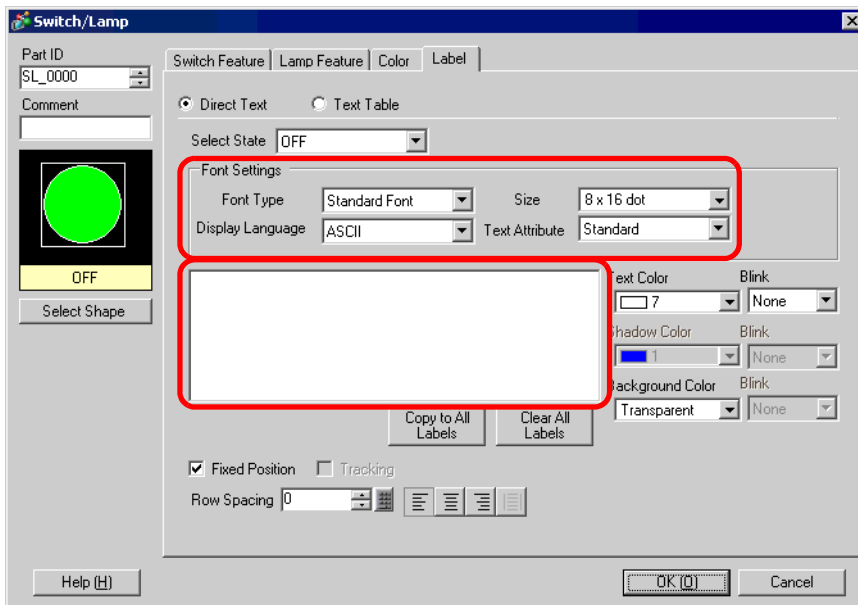 Switch/Lamp
Part ID
SL_0000
Comment
OFF
Select Shape
Switch Feature Lamp Feature Color Label
Direct Text Text Table
Select State OFF
Font Settings
Font Type Standard Font Size 8 x 16 dot
Display Language ASCII Text Attribute Standard
Text Color Blink
7 None
Shadow Color Blink
1 None
Background Color Blink
Transparent None
Copy to All Labels
Clear All Labels
Fixed Position Tracking
Row Spacing 0
Help (H) OK (O) Cancel